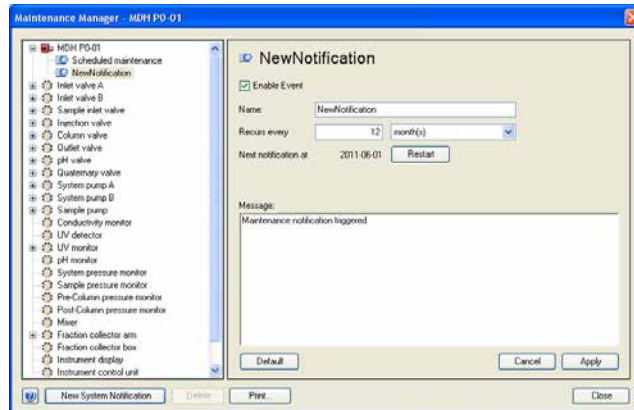 Maintenance Manager - MDH P0-01
MDH P0-01
Scheduled maintenance
NewNotification
Inlet valve A
Inlet valve B
Sample inlet valve
Injection valve
Column valve
Outlet valve
pH valve
Quaternary valve
System pump A
System pump B
Sample pump
Conductivity monitor
UV detector
UV monitor
pH monitor
System pressure monitor
Sample pressure monitor
Pre-Column pressure monitor
Post-Column pressure monitor
Mixer
Fraction collector arm
Fraction collector box
Instrument display
Instrument control unit
NewNotification
Enable Event
Name: NewNotification
Recurs every 12 month(s)
Next notification at 2011-06-01 Restart
Message:
Maintenance notification triggered
Default Cancel Apply
New System Notification Delete Print... Close